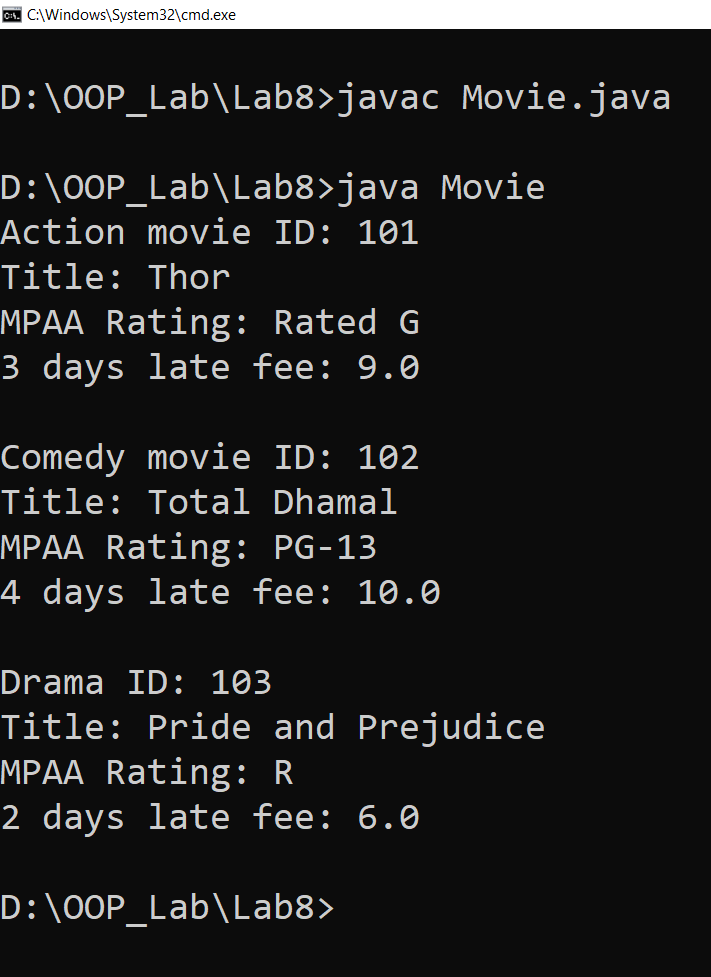 C:\Windows\System32\cmd.exe
D:\OOP_Lab\Lab8>javac Movie.java
D:\OOP_Lab\Lab8>java Movie
Action movie ID: 101
Title: Thor
MPAA Rating: Rated G
3 days late fee: 9.0
Comedy movie ID: 102
Title: Total Dhamal
MPAA Rating: PG-13
4 days late fee: 10.0
Drama ID: 103
Title: Pride and Prejudice
MPAA Rating: R
2 days late fee: 6.0
D:\OOP_Lab\Lab8>